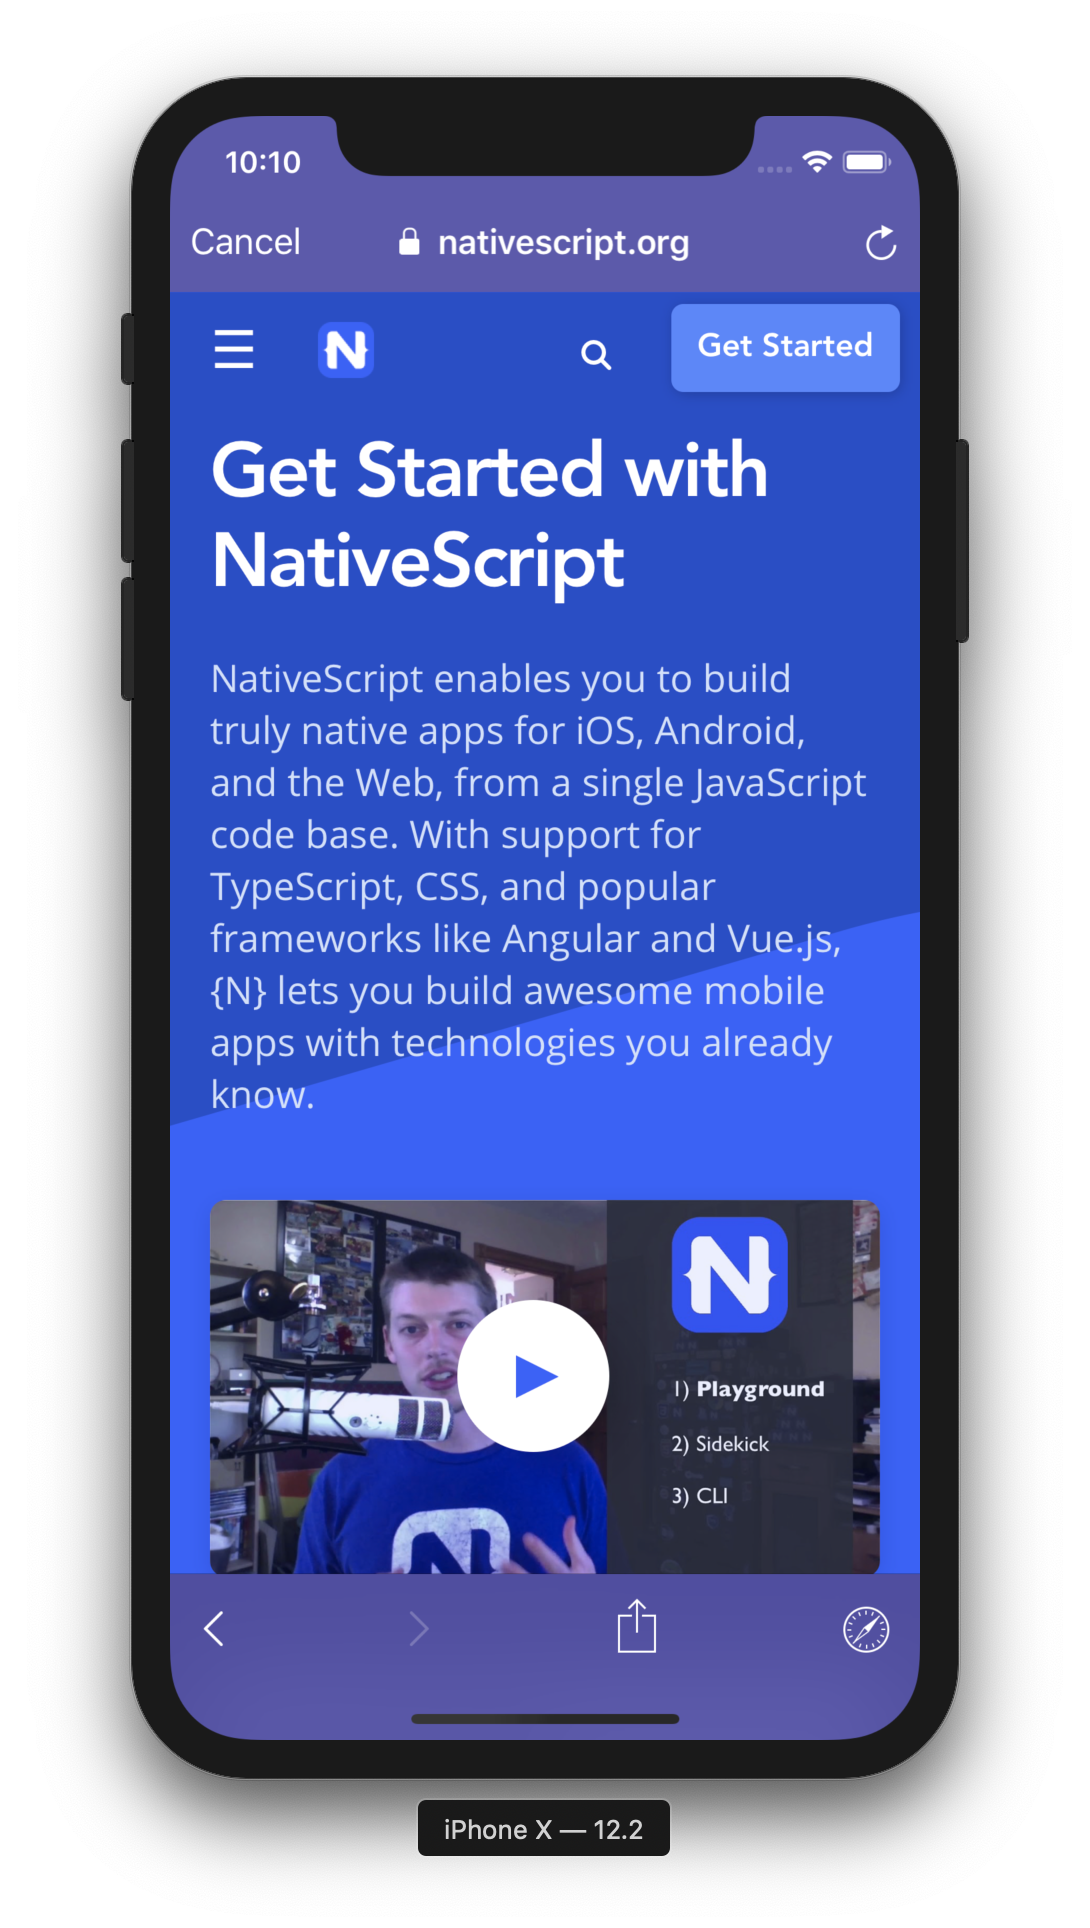 10:10
Cancel nativescript.org
N Get Started
Get Started with
NativeScript
NativeScript enables you to build
truly native apps for iOS, Android,
and the Web, from a single JavaScript
code base. With support for
TypeScript, CSS, and popular
frameworks like Angular and Vue.js,
{N} lets you build awesome mobile
apps with technologies you already
know.
N
1) Playground
2) Sidekick
3) CLI
N
iPhone X — 12.2